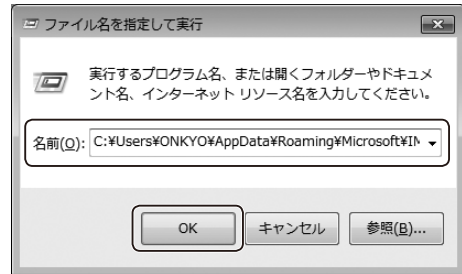 ファイル名を指定して実行
実行するプログラム名、または開くフォルダーやドキュメ
ント名、インターネット リソース名を入力してください。
名前(O): C:¥Users¥ONKYO¥AppData¥Roaming¥Microsoft¥IM
OK キャンセル 参照(B)...